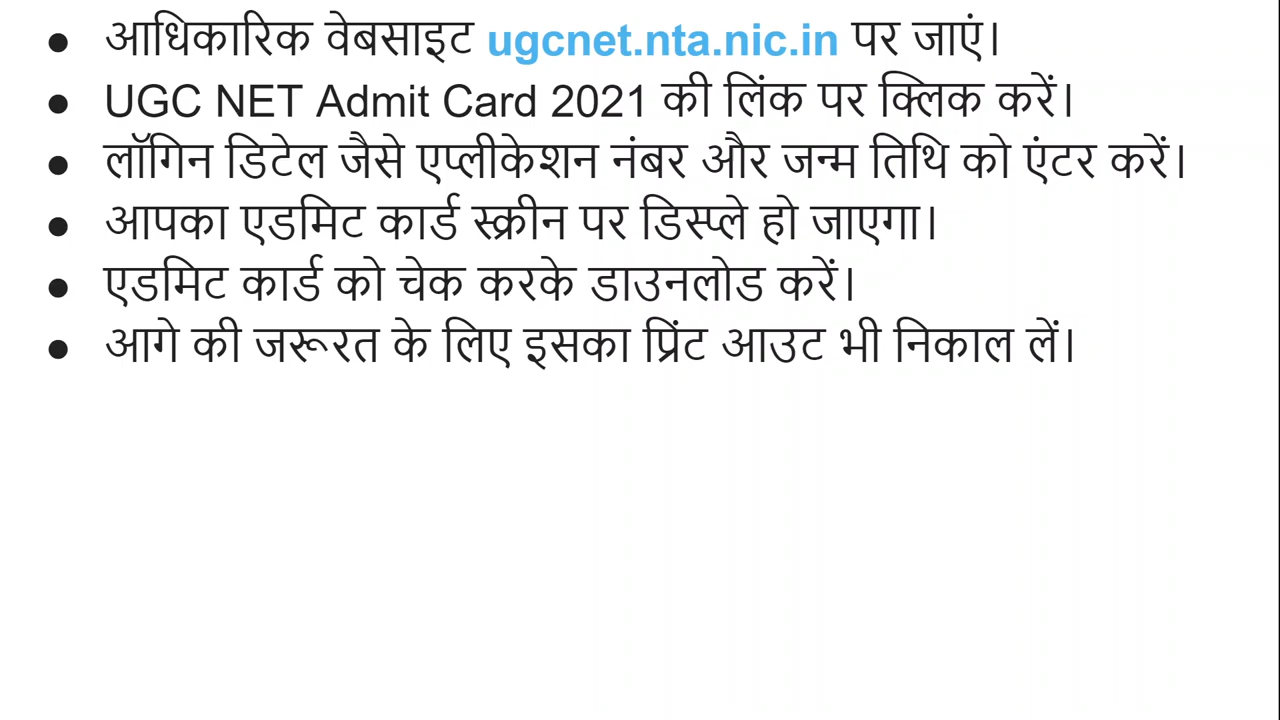 ● आधिकारिक वेबसाइट ugcnet.nta.nic.in पर जाएं।
● UGC NET Admit Card 2021 की लिंक पर क्लिक करें।
● लॉगिन डिटेल जैसे एप्लीकेशन नंबर और जन्म तिथि को एंटर करें।
● आपका एडमिट कार्ड स्क्रीन पर डिस्प्ले हो जाएगा।
● एडमिट कार्ड को चेक करके डाउनलोड करें।
● आगे की जरूरत के लिए इसका प्रिंट आउट भी निकाल लें।